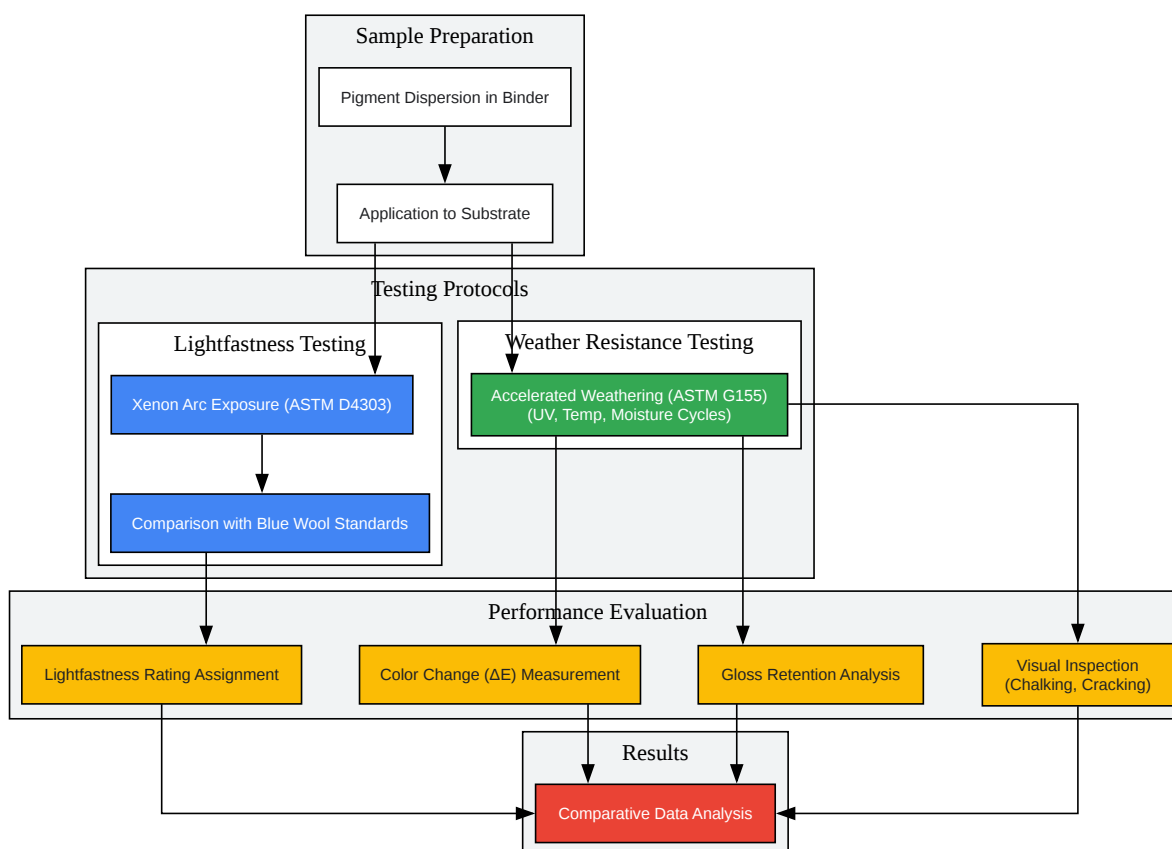 Sample Preparation
Pigment Dispersion in Binder
Application to Substrate
Testing Protocols
Lightfastness Testing
Weather Resistance Testing
Xenon Arc Exposure (ASTM D4303)
Accelerated Weathering (ASTM G155)
(UV, Temp, Moisture Cycles)
Comparison with Blue Wool Standards
Performance Evaluation
Lightfastness Rating Assignment
Color Change (ΔE) Measurement
Gloss Retention Analysis
Visual Inspection
(Chalking, Cracking)
Results
Comparative Data Analysis